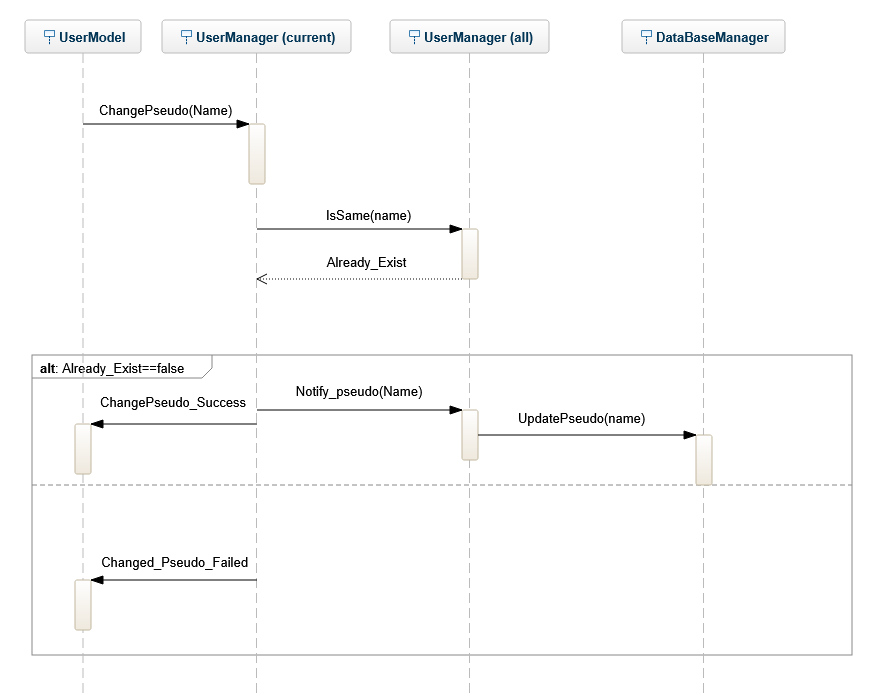 UserModel
UserManager (current)
UserManager (all)
DataBaseManager
ChangePseudo(Name)
IsSame(name)
Already_Exist
alt: Already_Exist==false
Notify_pseudo(Name)
ChangePseudo_Success
UpdatePseudo(name)
Changed_Pseudo_Failed